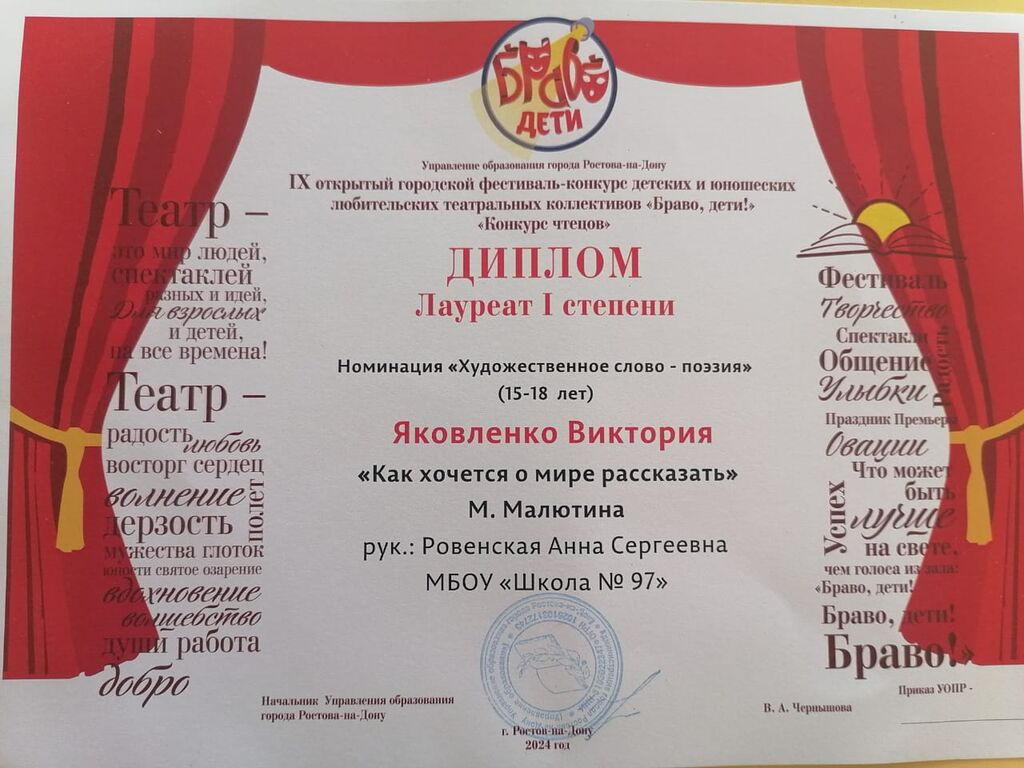 Браво
ДЕТИ
Управление образования города Ростова-на-Дону
IX открытый городской фестиваль-конкурс детских и юношеских
любительских театральных коллективов «Браво, дети!»
«Конкурс чтецов»
ДИПЛОМ
Лауреат I степени
Номинация «Художественное слово - поэзия»
(15-18 лет)
Яковленко Виктория
«Как хочется о мире рассказать»
М. Малютина
рук.: Ровенская Анна Сергеевна
МБОУ «Школа № 97»
Театр –
это мир людей,
спектаклей
разных и идей,
Для взрослых
и детей,
на все времена!
Театр –
радость любовь
восторг сердец
волнение
дерзость
полет
мужества глоток
юности святое озарение
вдохновение
волшебство
души работа
добро
Фестиваль
Творчество
Спектакли
Общение
Улыбки
Радость
Праздник Премьера
Овации
Что может
быть
Успех
лучше
на свете,
чем голоса из зала:
«Браво, дети!
Браво, дети!
Браво!»
Начальник Управления образования
города Ростова-на-Дону
г. Ростов-на-Дону
2024 год
В. А. Чернышова
Приказ УОПР -